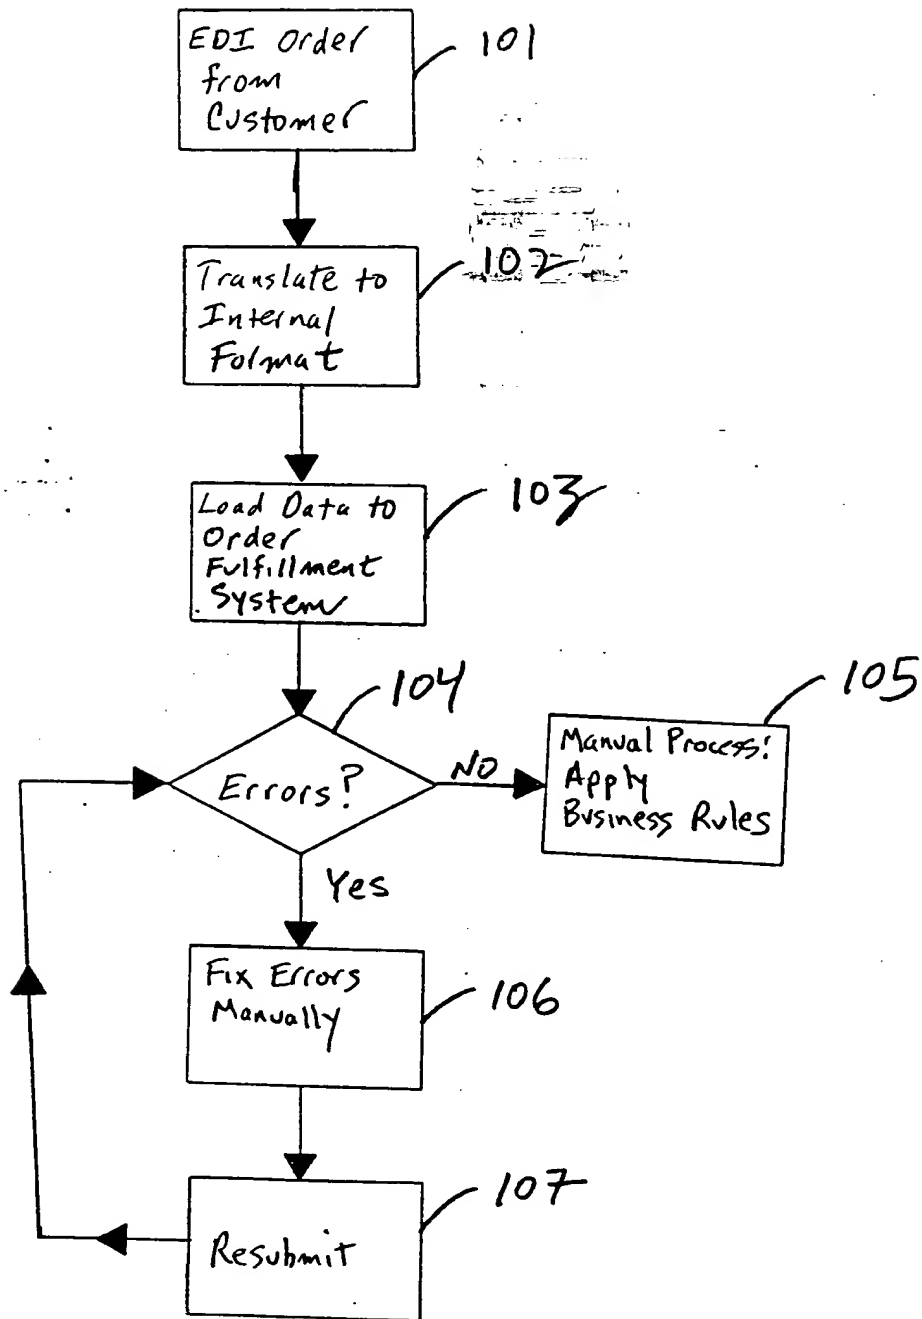 EDI Order
from
Customer
101
Translate to
Internal
Format
102
Load Data to
Order
Fulfillment
System
103
104
Errors?
NO
105
Manual Process:
Apply
Business Rules
Yes
Fix Errors
Manually
106
107
Resubmit